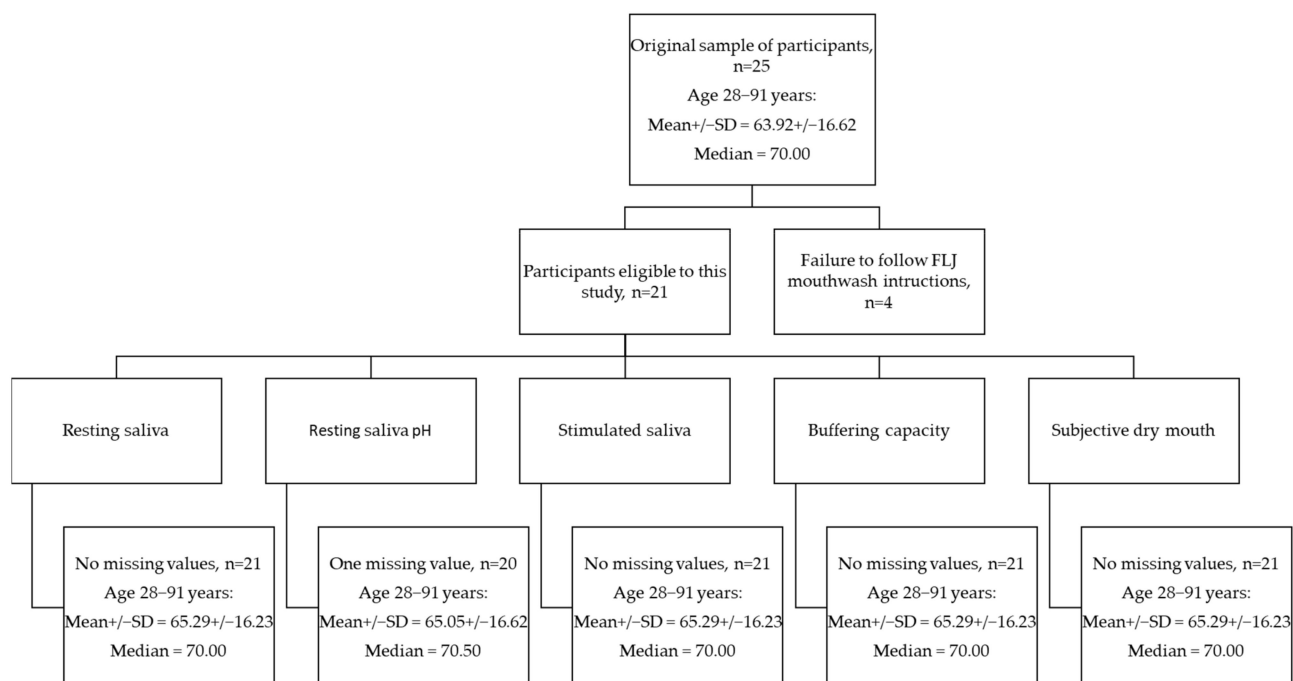 Original sample of participants,
n=25
Age 28–91 years:
Mean+/−SD = 63.92+/−16.62
Median = 70.00
Participants eligible to this
study, n=21
Failure to follow FLJ
mouthwash intructions,
n=4
Resting saliva
Resting saliva pH
Stimulated saliva
Buffering capacity
Subjective dry mouth
No missing values, n=21
Age 28–91 years:
Mean+/−SD = 65.29+/−16.23
Median = 70.00
One missing value, n=20
Age 28–91 years:
Mean+/−SD = 65.05+/−16.62
Median = 70.50
No missing values, n=21
Age 28–91 years:
Mean+/−SD = 65.29+/−16.23
Median = 70.00
No missing values, n=21
Age 28–91 years:
Mean+/−SD = 65.29+/−16.23
Median = 70.00
No missing values, n=21
Age 28–91 years:
Mean+/−SD = 65.29+/−16.23
Median = 70.00